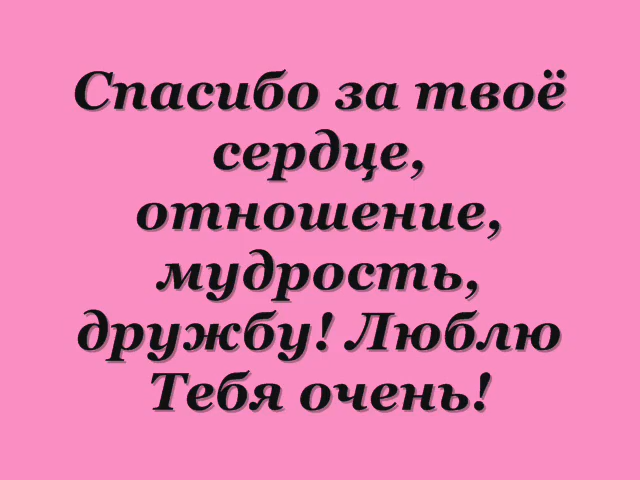 Спасибо за твоё
сердце,
отношение,
мудрость,
дружбу! Люблю
Тебя очень!